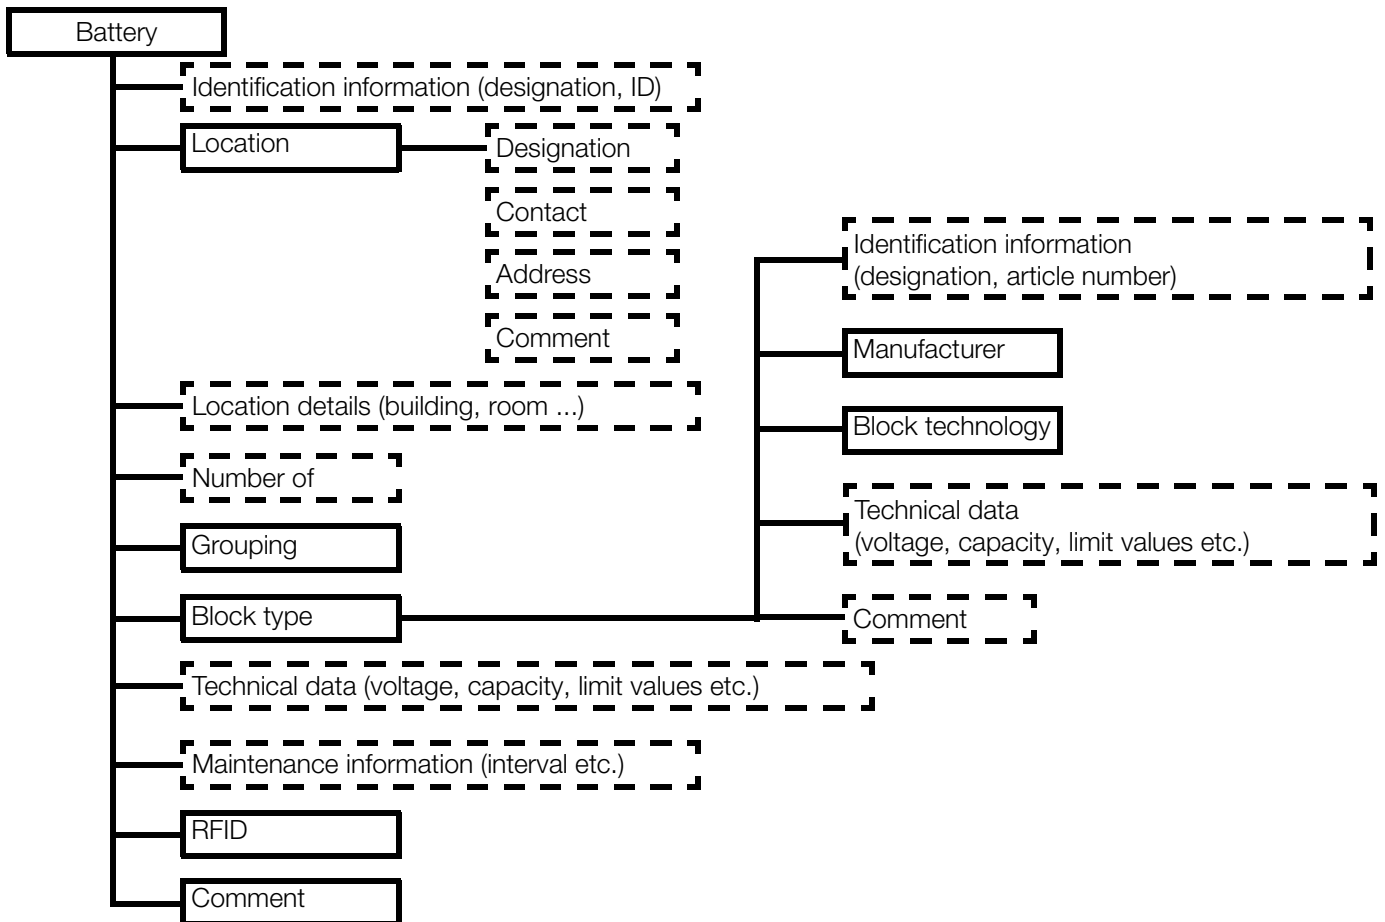 Battery
Identification information (designation, ID)
Location
Designation
Contact
Address
Comment
Location details (building, room ...)
Number of
Grouping
Block type
Identification information
(designation, article number)
Manufacturer
Block technology
Technical data
(voltage, capacity, limit values etc.)
Comment
Technical data (voltage, capacity, limit values etc.)
Maintenance information (interval etc.)
RFID
Comment